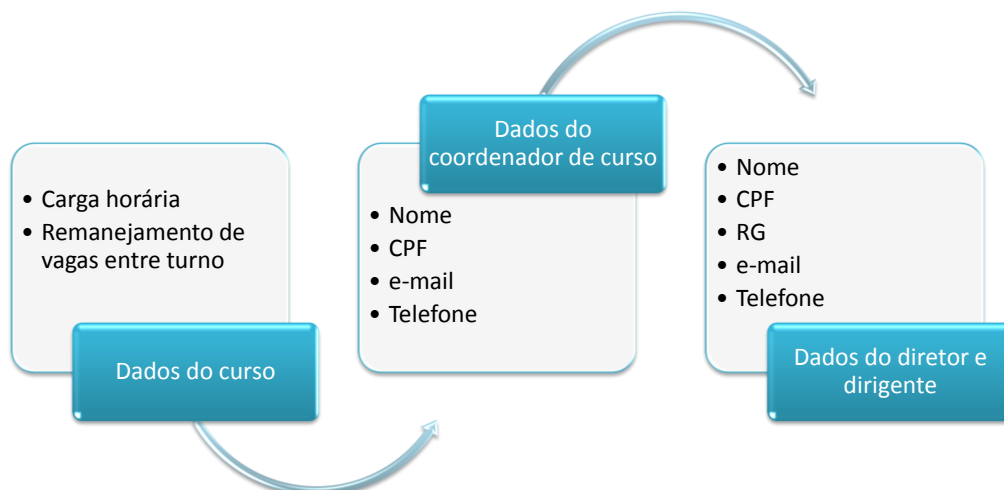 • Carga horária
• Remanejamento de
vagas entre turno
Dados do curso
Dados do
coordenador de curso
• Nome
• CPF
• e-mail
• Telefone
• Nome
• CPF
• RG
• e-mail
• Telefone
Dados do diretor e
dirigente